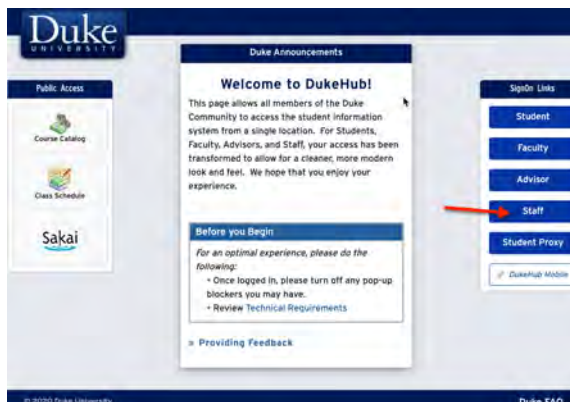 Duke
UNIVERSITY
Public Access
Course Catalog
Class Schedule
Sakai
Duke Announcements
Welcome to DukeHub!
This page allows all members of the Duke
Community to access the student information
system from a single location. For Students,
Faculty, Advisors, and Staff, your access has been
transformed to allow for a cleaner, more modern
look and feel. We hope that you enjoy your
experience.
Before you Begin
For an optimal experience, please do the
following:
• Once logged in, please turn off any pop-up
blockers you may have.
• Review Technical Requirements
» Providing Feedback
SignOn Links
Student
Faculty
Advisor
Staff
Student Proxy
DukeHub Mobile
© 2020 Duke University
Duke FAQ